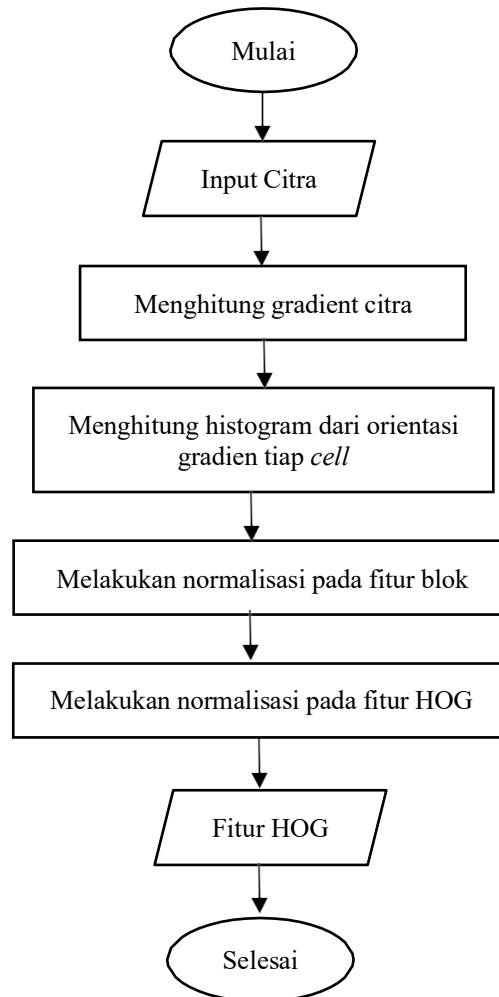 Mulai
Input Citra
Menghitung gradient citra
Menghitung histogram dari orientasi
gradien tiap cell
Melakukan normalisasi pada fitur blok
Melakukan normalisasi pada fitur HOG
Fitur HOG
Selesai